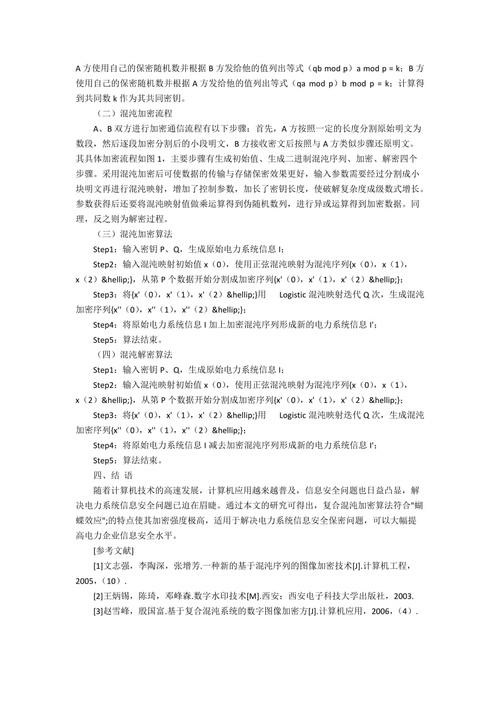 A 方使用自己的保密随机数并根据 B 方发给他的值列出等式（qb mod p）a mod p = k；B 方
使用自己的保密随机数并根据 A 方发给他的值列出等式（qa mod p）b mod p = k；计算得
到共同数 k 作为其共同密钥。
（二）混沌加密流程
A、B 双方进行加密通信流程有以下步骤：首先，A 方按照一定的长度分割原始明文为
数段，然后逐段加密分割后的小段明文，B 方接收密文后按照与 A 方类似步骤还原明文。
其具体加密流程如图 1，主要步骤有生成初始值、生成二进制混沌序列、加密、解密四个
步骤。采用混沌加密后可使数据的传输与存储保密效果更好，输入参数需要经过分割成小
块明文再进行混沌映射，增加了控制参数，加长了密钥长度，使破解复杂度成级数式增长。
参数获得后还要将混沌映射值做乘运算得到伪随机数列，进行异或运算得到加密数据。同
理，反之则为解密过程。
（三）混沌加密算法
Step1：输入密钥 P、Q，生成原始电力系统信息 I；
Step2：输入混沌映射初始值 x（0），使用正弦混沌映射为混沌序列{x（0），x（1），
x（2）&hellip;}，从第 P 个数据开始分割成加密序列{x'（0），x'（1），x'（2）&hellip;}；
Step3：将{x'（0），x'（1），x'（2）&hellip;}用 Logistic 混沌映射迭代 Q 次，生成混沌
加密序列{x''（0），x''（1），x''（2）&hellip;}；
Step4：将原始电力系统信息 I 加上加密混沌序列形成新的电力系统信息 I'；
Step5：算法结束。
（四）混沌解密算法
Step1：输入密钥 P、Q，生成原始电力系统信息 I；
Step2：输入混沌映射初始值 x（0），使用正弦混沌映射为混沌序列{x（0），x（1），
x（2）&hellip;}，从第 P 个数据开始分割成加密序列{x'（0），x'（1），x'（2）&hellip;}；
Step3：将{x'（0），x'（1），x'（2）&hellip;}用 Logistic 混沌映射迭代 Q 次，生成混沌
加密序列{x''（0），x''（1），x''（2）&hellip;}；
Step4：将原始电力系统信息 I 减去加密混沌序列形成新的电力系统信息 I'；
Step5：算法结束。
四、结 语
随着计算机技术的高速发展，计算机应用越来越普及，信息安全问题也日益凸显，解
决电力系统信息安全问题已迫在眉睫。通过本文的研究可得出，复合混沌加密算法符合"蝴
蝶效应";的特点使其加密强度极高，适用于解决电力系统信息安全保密问题，可以大幅提
高电力企业信息安全水平。
[参考文献]
[1]文志强，李陶深，张增芳.一种新的基于混沌序列的图像加密技术[J].计算机工程，
2005，（10）.
[2]王炳锡，陈琦，邓峰森.数字水印技术[M].西安：西安电子科技大学出版社，2003.
[3]赵雪峰，殷国富.基于复合混沌系统的数字图像加密方[J].计算机应用，2006，（4）.